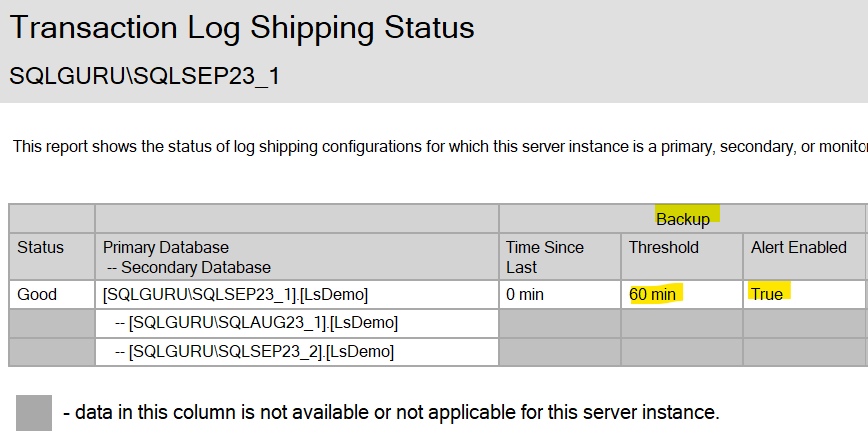 Transaction Log Shipping Status
SQLGURU\SQLSEP23_1
This report shows the status of log shipping configurations for which this server instance is a primary, secondary, or
Backup
Status Primary Database Time Since Threshold Alert Enabled
-- Secondary Database Last
Good [SQLGURU\SQLSEP23_1].[LsDemo] 0 min 60 min True
-- [SQLGURU\SQLAUG23_1].[LsDemo]
-- [SQLGURU\SQLSEP23_2].[LsDemo]
- data in this column is not available or not applicable for this server instance.